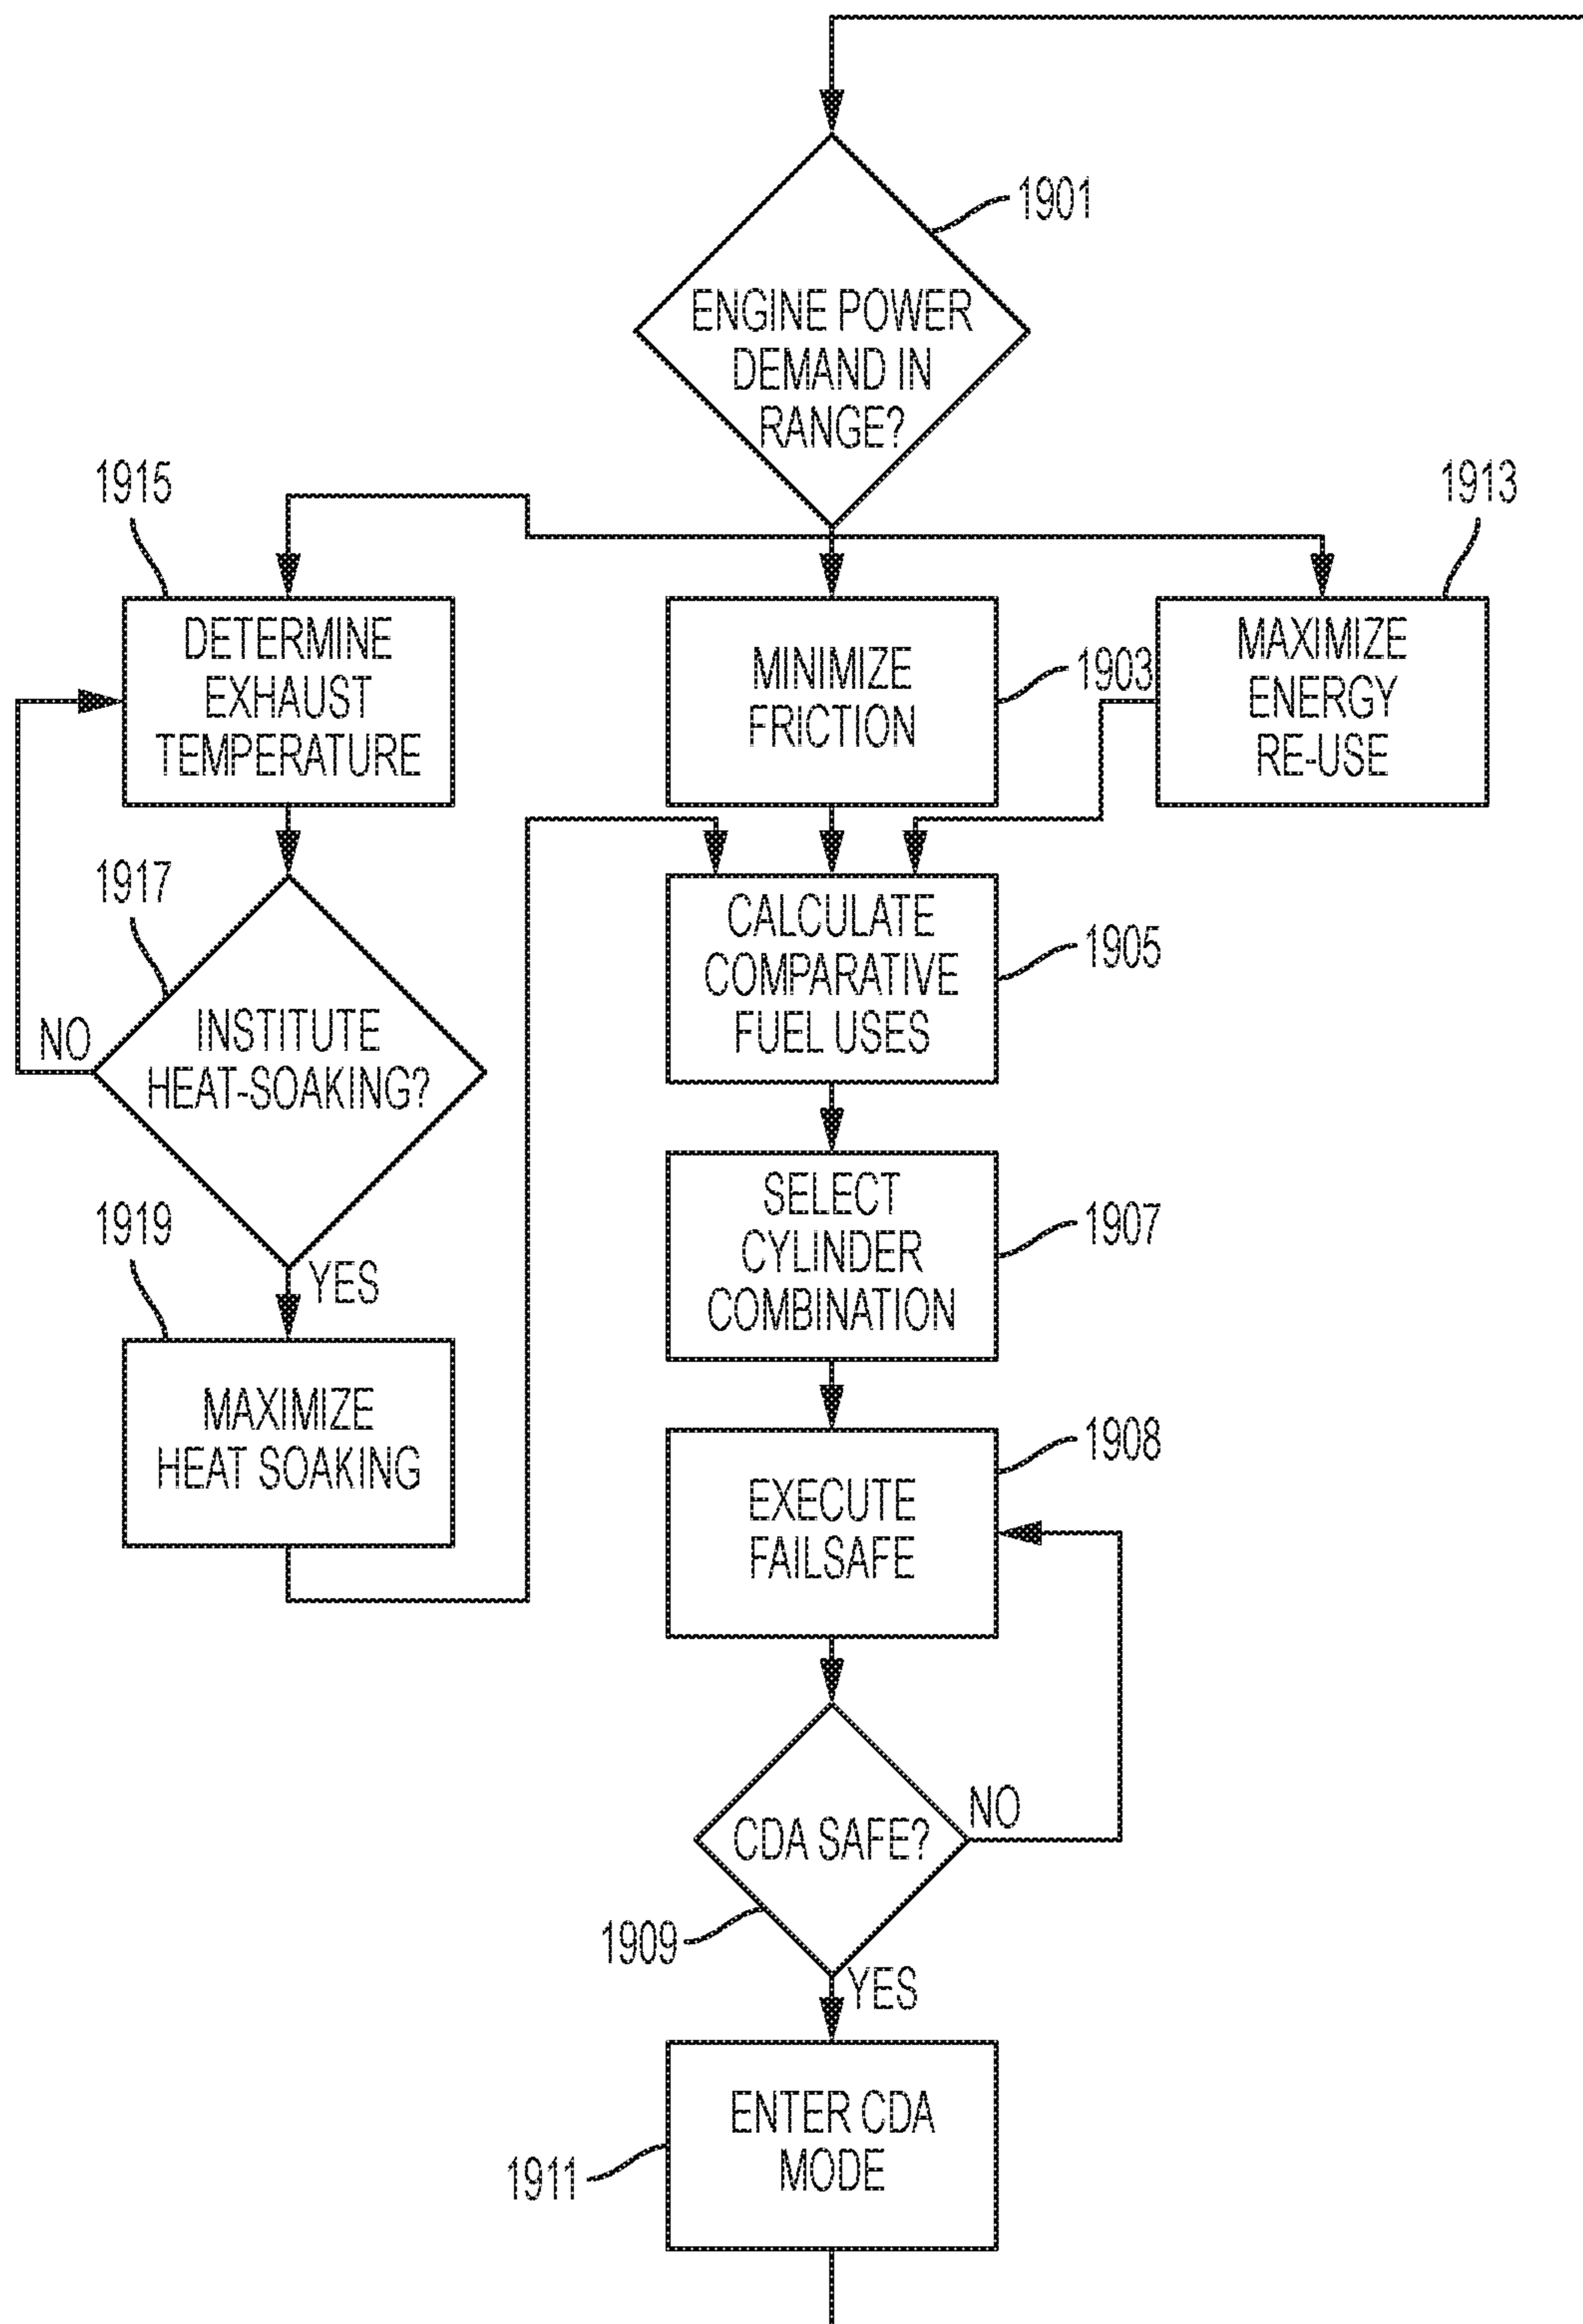 1901
ENGINE POWER
DEMAND IN
RANGE?
1915
1913
DETERMINE
EXHAUST
TEMPERATURE
MINIMIZE
FRICTION
1903
MAXIMIZE
ENERGY
RE-USE
1917
NO
INSTITUTE
HEAT-SOAKING?
YES
CALCULATE
COMPARATIVE
FUEL USES
1905
1919
MAXIMIZE
HEAT SOAKING
SELECT
CYLINDER
COMBINATION
1907
EXECUTE
FAILSAFE
1908
CDA SAFE?
NO
1909
YES
ENTER CDA
MODE
1911